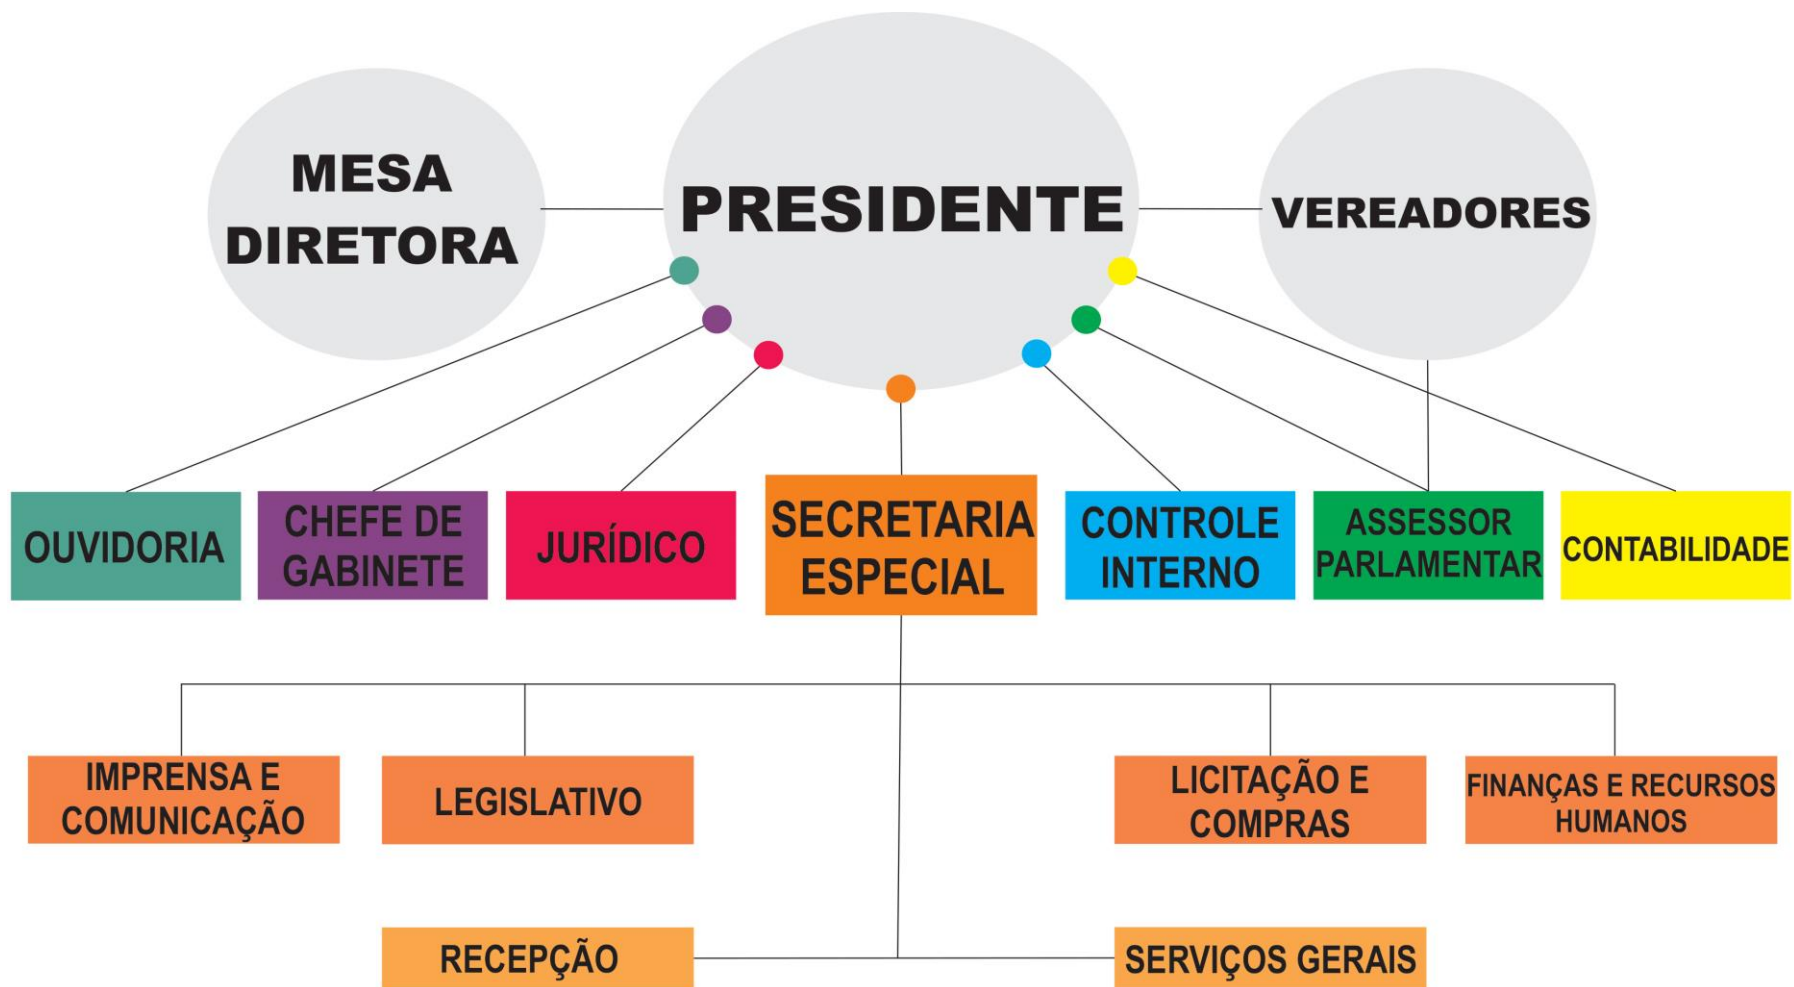 MESA
DIRETORA
PRESIDENTE
VEREADORES
OUVIDORIA
CHEFE DE
GABINETE
JURÍDICO
SECRETARIA
ESPECIAL
CONTROLE
INTERNO
ASSESSOR
PARLAMENTAR
CONTABILIDADE
IMPRENSA E
COMUNICAÇÃO
LEGISLATIVO
LICITAÇÃO E
COMPRAS
FINANÇAS E RECURSOS
HUMANOS
RECEPÇÃO
SERVIÇOS GERAIS